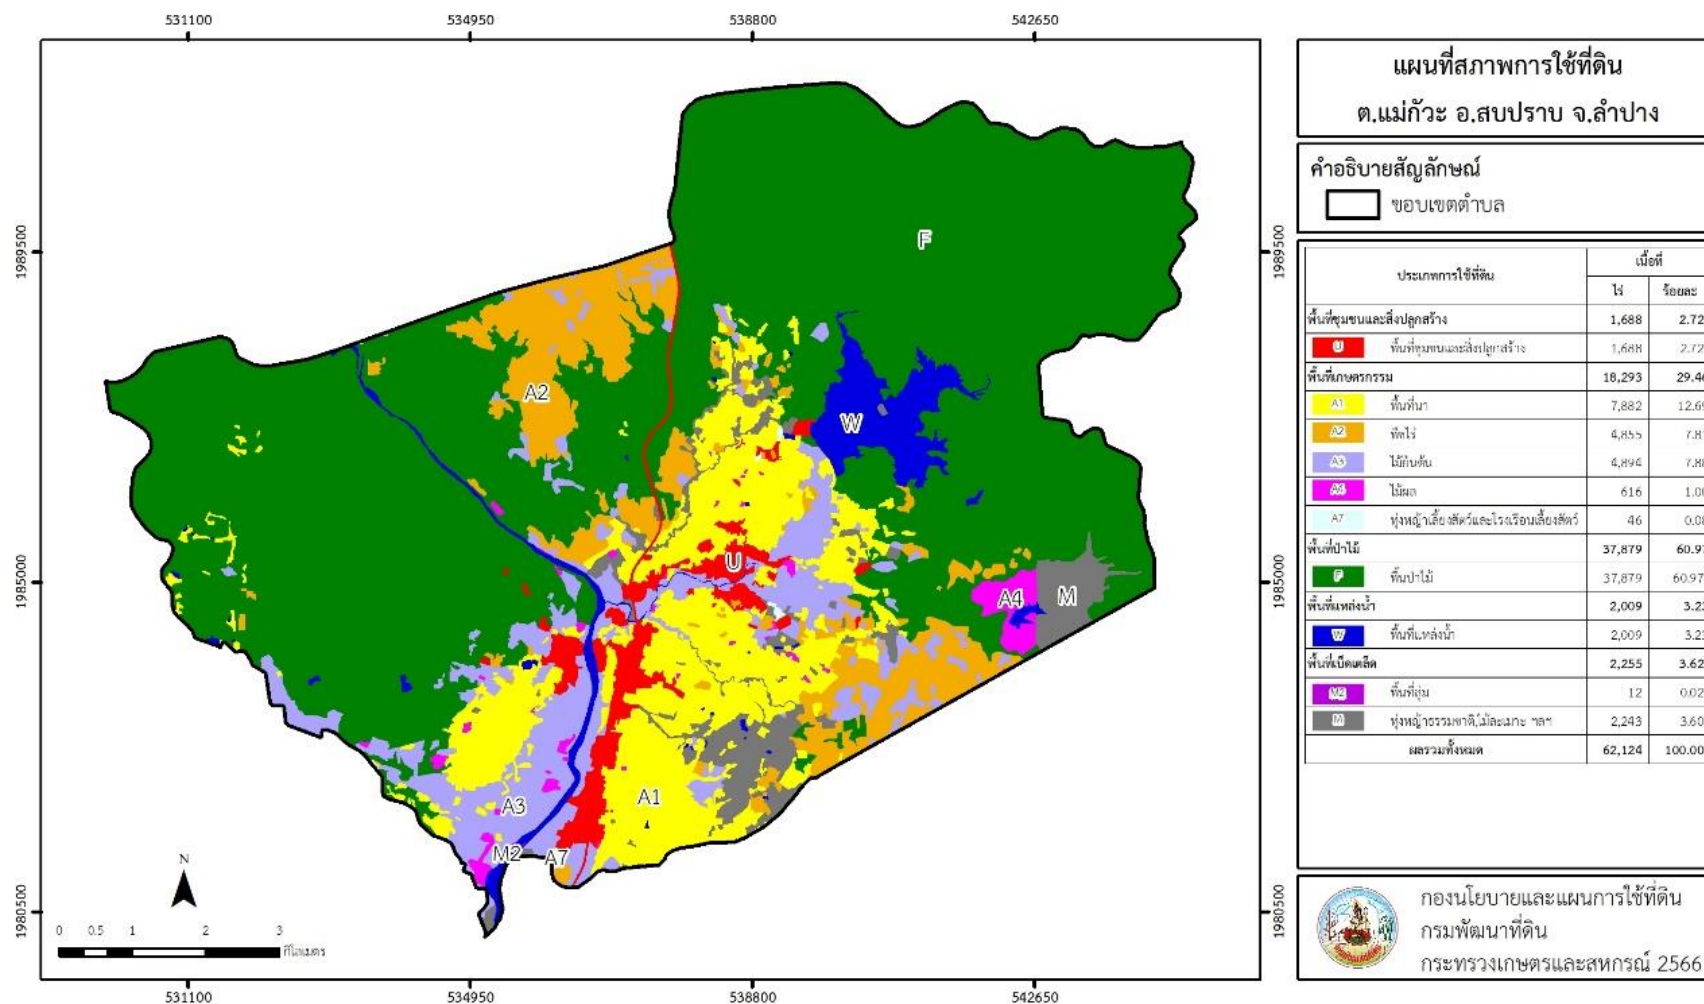 531100 534950 538800 542650
แผนที่สภาพการใช้ที่ดิน
ต.แม่กัวะ อ.สบปราบ จ.ลำปาง
คำอธิบายสัญลักษณ์
ขอบเขตตำบล
ประเภทการใช้ที่ดิน เนื้อที่
ไร่ ร้อยละ
พื้นที่ชุมชนและสิ่งปลูกสร้าง 1,688 2.72
U พื้นที่ชุมชนและสิ่งปลูกสร้าง 1,688 2.72
พื้นที่เกษตรกรรม 18,293
A1 พื้นที่นา 7,882
A2 พืชไร่ 4,855
A3 ไม้ยืนต้น 4,894
ไม้ผล 616
A7 ทุ่งหญ้าเลี้ยงสัตว์และโรงเรือนเลี้ยงสัตว์ 46
พื้นที่ป่าไม้ 37,879
F พื้นที่ป่าไม้ 37,879 60.97
พื้นที่แหล่งน้ำ 2,009
W พื้นที่แหล่งน้ำ 2,009
พื้นที่เบ็ดเตล็ด 2,255 3.62
M2 พื้นที่ลุ่ม 12 0.02
M ทุ่งหญ้าธรรมชาติ,ไม้ละเมาะ ฯลฯ 2,243 3.60
ผลรวมทั้งหมด 62,124 100.00
กองนโยบายและแผนการใช้ที่ดิน
กรมพัฒนาที่ดิน
กระทรวงเกษตรและสหกรณ์ 2566
1989500 1989500
1985000 1985000
1980500 1980500
F
A2
W
U
A4 M
A3
A1
M2 A7
N
0 0.5 1 2 3
กิโลเมตร
531100 534950 538800 542650